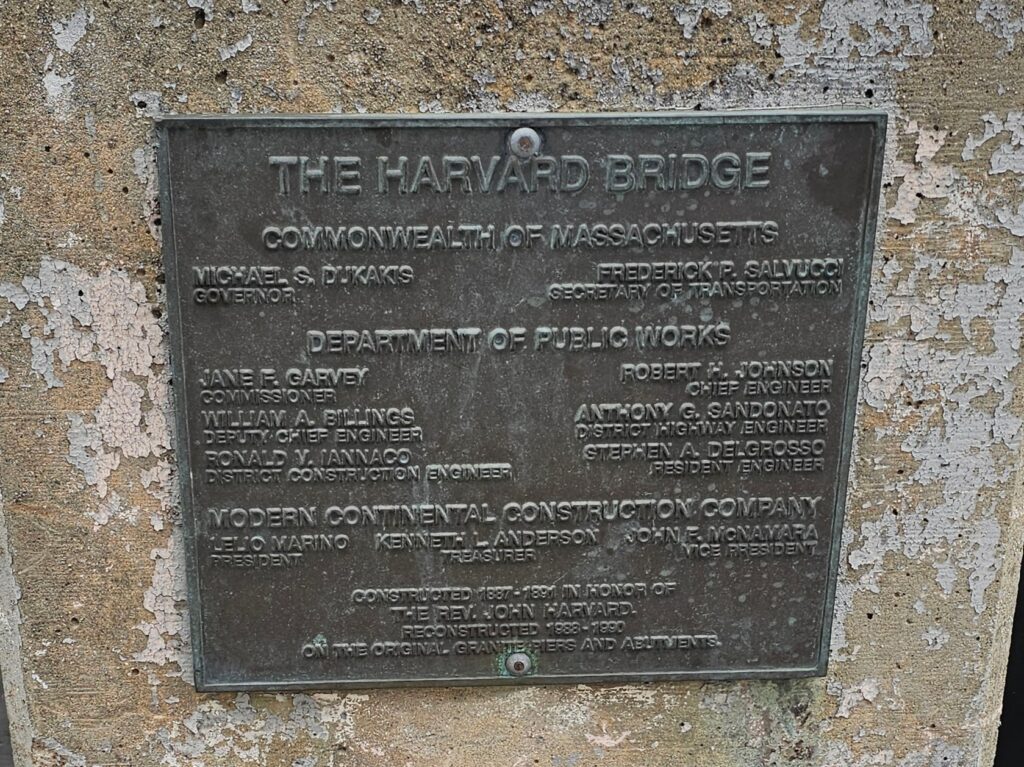 THE HARVARD BRIDGE
COMMONWEALTH OF MASSACHUSETTS
MICHAEL S. DUKAKIS FREDERICK P. SALVUCCI
GOVERNOR SECRETARY OF TRANSPORTATION
DEPARTMENT OF PUBLIC WORKS
JANE F. GARVEY ROBERT H. JOHNSON
COMMISSIONER CHIEF ENGINEER
WILLIAM A. BILLINGS ANTHONY G. SANDONATO
DEPUTY CHIEF ENGINEER DISTRICT HIGHWAY ENGINEER
RONALD V. IANNACO STEPHEN A. DELGROSSO
DISTRICT CONSTRUCTION ENGINEER RESIDENT ENGINEER
MODERN CONTINENTAL CONSTRUCTION COMPANY
LELIO MARINO KENNETH L. ANDERSON JOHN F. MCNAMARA
PRESIDENT TREASURER VICE PRESIDENT
CONSTRUCTED 1887-1891 IN HONOR OF
THE REV. JOHN HARVARD.
RECONSTRUCTED 1988-1990
ON THE ORIGINAL GRANITE PIERS AND ABUTMENTS.